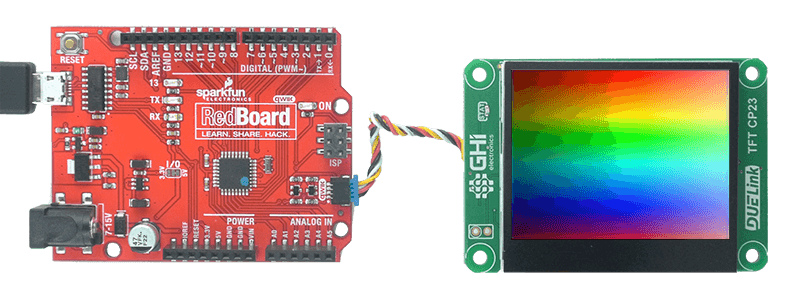 RESET
SCL
SDA
AREF
GND
13
~11
~10
~9
8
7
~6
~5
4
~3
2
TX→1
RX←0
DIGITAL (PWM~)
sparkfun
ELECTRONICS
qwiic
RedBoard
LEARN. SHARE. HACK.
13
TX
RX
ON
ISP
I/O
3.3V
5V
7-15V
47
POWER
ANALOG IN
IOREF
RESET
3.3V
5V
GND
GND
VIN
A0
A1
A2
A3
A4
A5
GHI
electronics
DUELink
TFT CP23